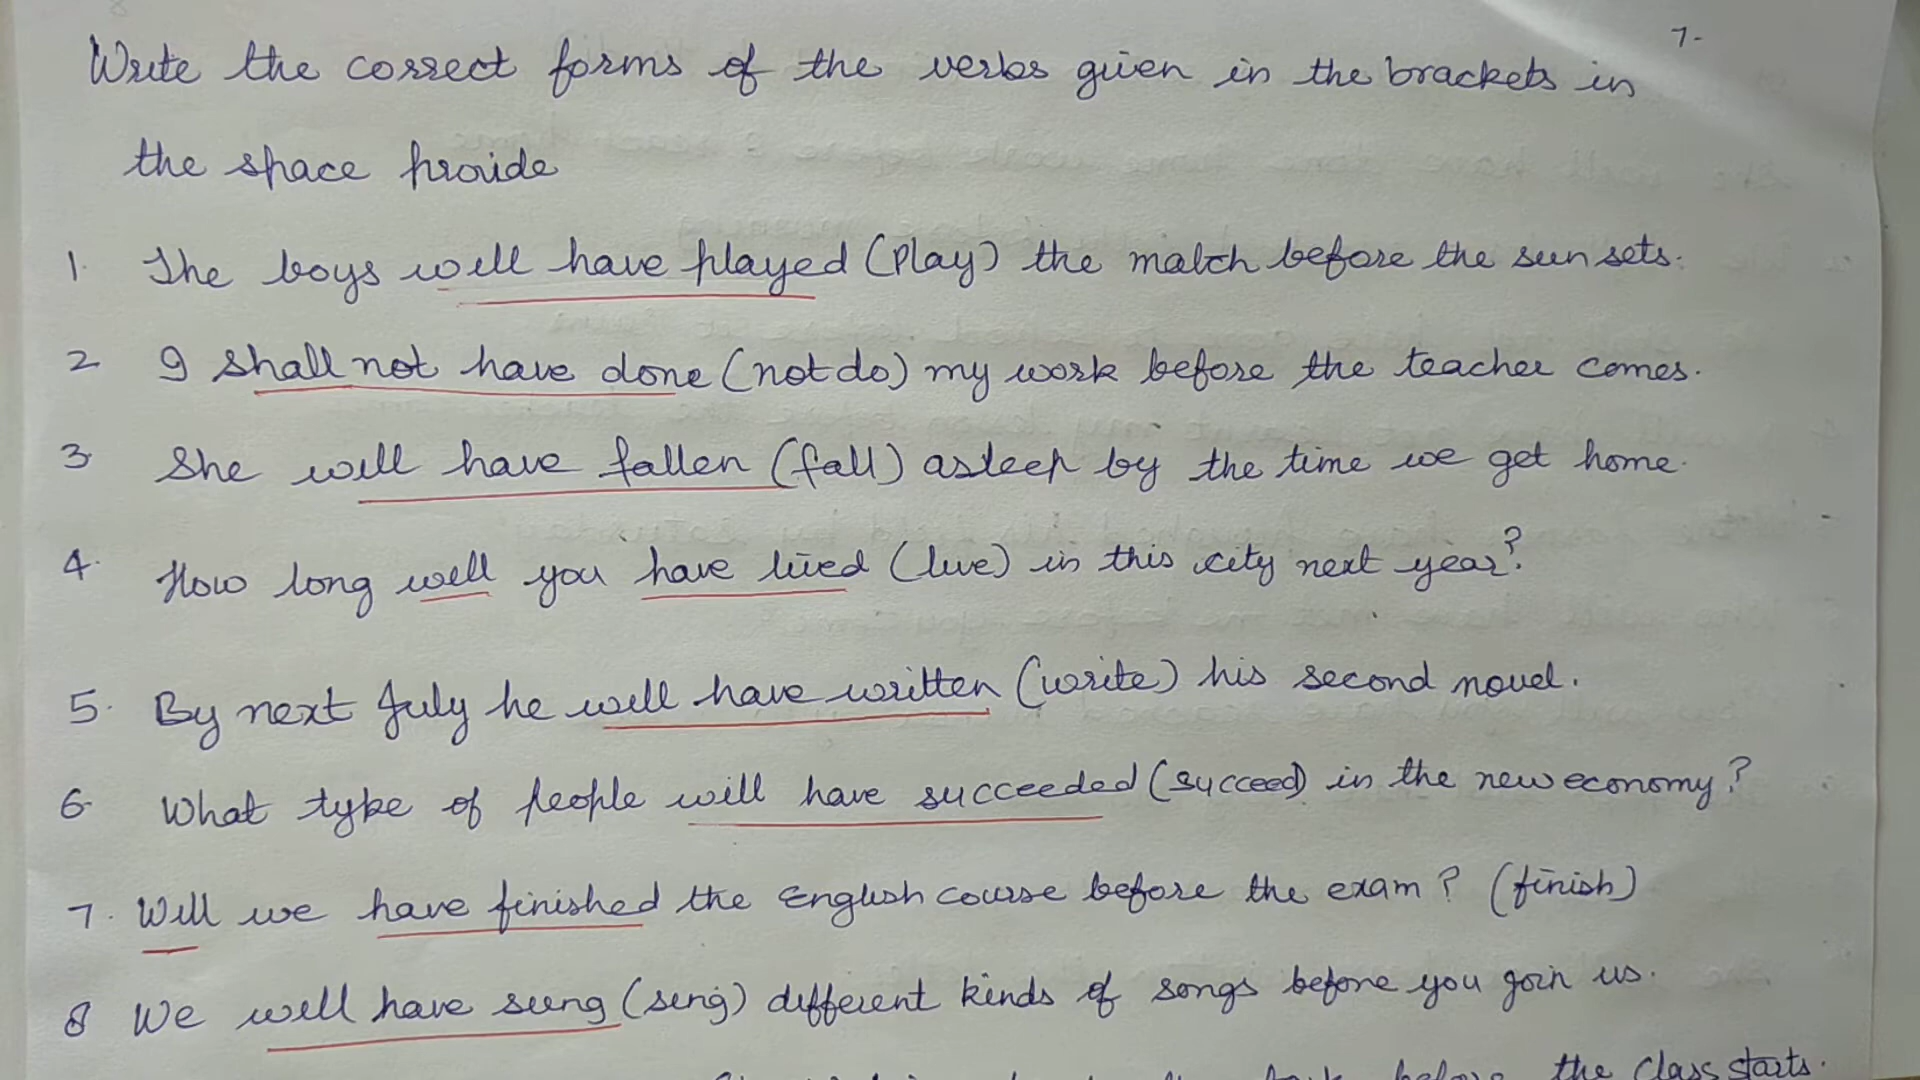 7-
Write the correct forms of the verbs given in the brackets in
the space provide
1. The boys will have played (Play) the match before the sun sets.
2 I shall not have done (not do) my work before the teacher comes.
3. She will have fallen (fall) asleep by the time we get home.
4. How long will you have lived (live) in this city next year?
5. By next July he will have written (write) his second novel.
6. What type of people will have succeeded (succeed) in the new economy?
7. Will we have finished the English course before the exam? (finish)
8 We will have sung (sing) different kinds of songs before you join us.
before the class starts.